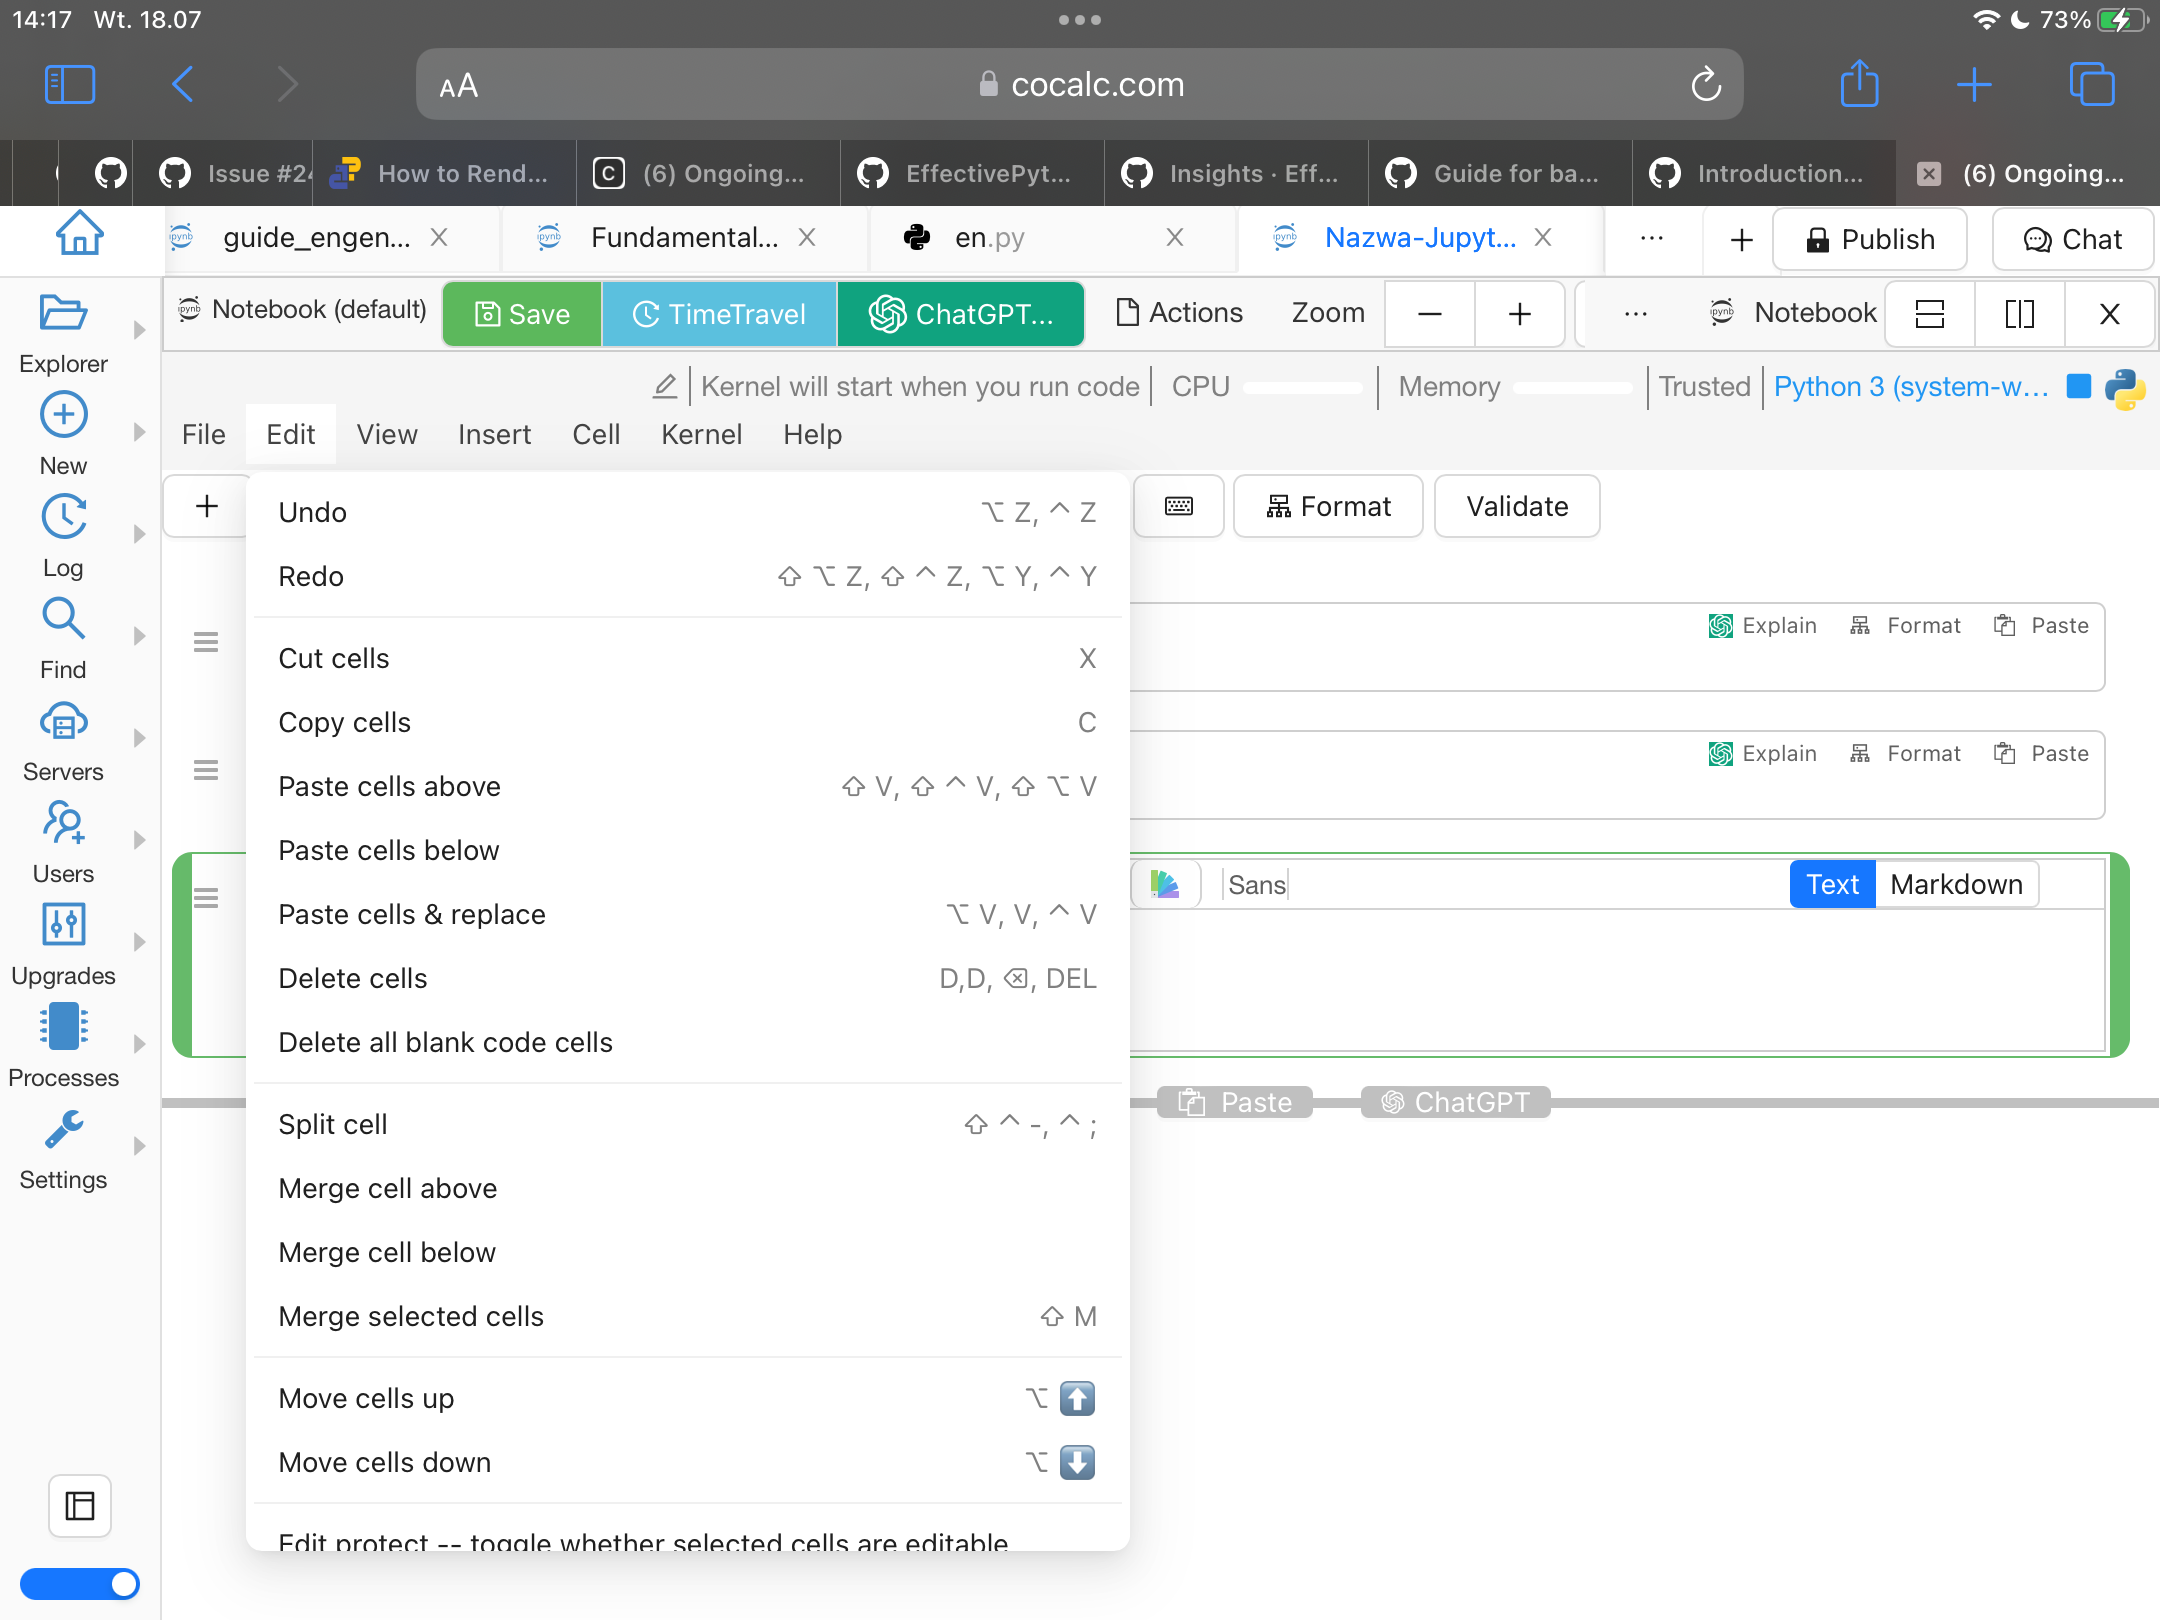 14:17 Wt. 18.07
73%
AA
cocalc.com
Issue #24
How to Rend...
(6) Ongoing...
EffectivePyt...
Insights · Eff...
Guide for ba...
Introduction...
(6) Ongoing...
guide_engen...
Fundamental...
en.py
Nazwa-Jupyt...
Publish
Chat
Notebook (default)
Save
TimeTravel
ChatGPT...
Actions
Zoom
Notebook
Kernel will start when you run code
CPU
Memory
Trusted
Python 3 (system-w...
File Edit View Insert Cell Kernel Help
Explorer
New
Log
Find
Servers
Users
Upgrades
Processes
Settings
Format
Validate
Undo ⌥ Z, ^ Z
Redo ⇧ ⌥ Z, ⇧ ^ Z, ⌥ Y, ^ Y
Cut cells X
Copy cells C
Paste cells above ⇧ V, ⇧ ^ V, ⇧ ⌥ V
Paste cells below
Paste cells & replace ⌥ V, V, ^ V
Delete cells D,D, ⌫, DEL
Delete all blank code cells
Split cell ⇧ ^ -, ^ ;
Merge cell above
Merge cell below
Merge selected cells ⇧ M
Move cells up ⌥ ⬆
Move cells down ⌥ ⬇
Edit protect -- toggle whether selected cells are editable
Explain Format Paste
Explain Format Paste
Sans
Text Markdown
Paste
ChatGPT